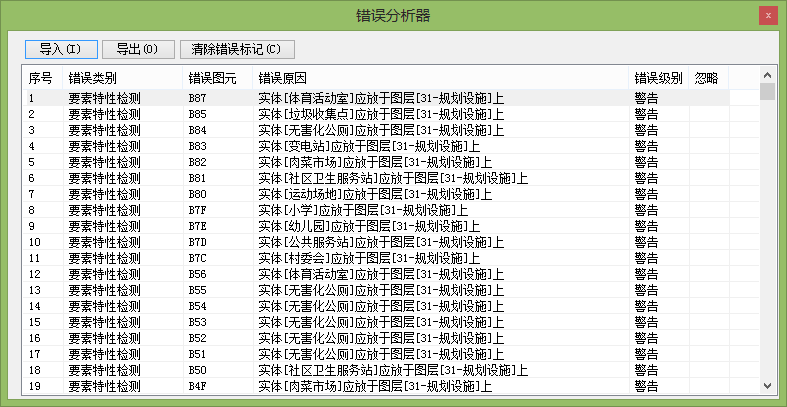 错误分析器
x
导入(I) 导出(O) 清除错误标记(C)
序号 错误类别 错误图元 错误原因 错误级别 忽略
1 要素特性检测 B87 实体[体育活动室]应放于图层[31-规划设施]上 警告
2 要素特性检测 B85 实体[垃圾收集点]应放于图层[31-规划设施]上 警告
3 要素特性检测 B84 实体[无害化公厕]应放于图层[31-规划设施]上 警告
4 要素特性检测 B83 实体[变电站]应放于图层[31-规划设施]上 警告
5 要素特性检测 B82 实体[肉菜市场]应放于图层[31-规划设施]上 警告
6 要素特性检测 B81 实体[社区卫生服务站]应放于图层[31-规划设施]上 警告
7 要素特性检测 B80 实体[运动场地]应放于图层[31-规划设施]上 警告
8 要素特性检测 B7F 实体[小学]应放于图层[31-规划设施]上 警告
9 要素特性检测 B7E 实体[幼儿园]应放于图层[31-规划设施]上 警告
10 要素特性检测 B7D 实体[公共服务站]应放于图层[31-规划设施]上 警告
11 要素特性检测 B7C 实体[村委会]应放于图层[31-规划设施]上 警告
12 要素特性检测 B56 实体[体育活动室]应放于图层[31-规划设施]上 警告
13 要素特性检测 B55 实体[无害化公厕]应放于图层[31-规划设施]上 警告
14 要素特性检测 B54 实体[无害化公厕]应放于图层[31-规划设施]上 警告
15 要素特性检测 B53 实体[无害化公厕]应放于图层[31-规划设施]上 警告
16 要素特性检测 B52 实体[无害化公厕]应放于图层[31-规划设施]上 警告
17 要素特性检测 B51 实体[无害化公厕]应放于图层[31-规划设施]上 警告
18 要素特性检测 B50 实体[社区卫生服务站]应放于图层[31-规划设施]上 警告
19 要素特性检测 B4F 实体[肉菜市场]应放于图层[31-规划设施]上 警告